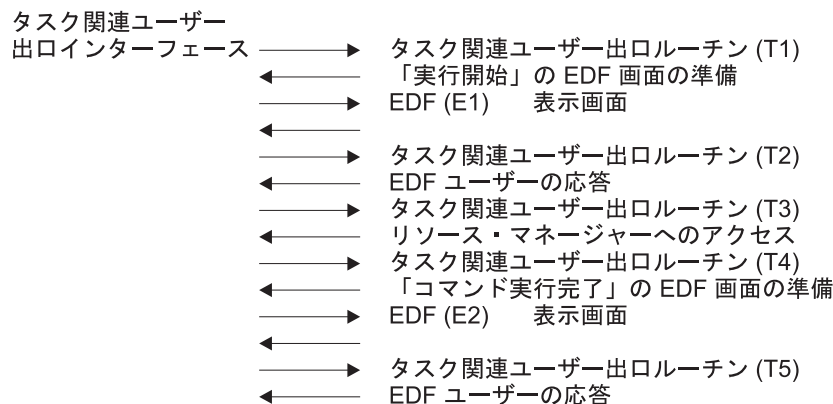 タスク関連ユーザー
出口インターフェース
タスク関連ユーザー出口ルーチン (T1)
「実行開始」の EDF 画面の準備
EDF (E1) 表示画面
タスク関連ユーザー出口ルーチン (T2)
EDF ユーザーの応答
タスク関連ユーザー出口ルーチン (T3)
リソース・マネージャーへのアクセス
タスク関連ユーザー出口ルーチン (T4)
「コマンド実行完了」の EDF 画面の準備
EDF (E2) 表示画面
タスク関連ユーザー出口ルーチン (T5)
EDF ユーザーの応答